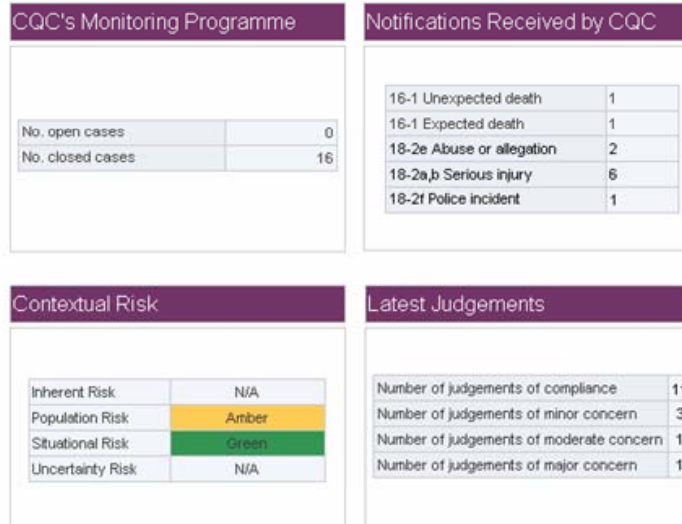 CQC's Monitoring Programme
No. open cases 0
No. closed cases 16
Notifications Received by CQC
16-1 Unexpected death 1
16-1 Expected death 1
18-2e Abuse or allegation 2
18-2a,b Serious injury 6
18-2f Police incident 1
Contextual Risk
Inherent Risk N/A
Population Risk Amber
Situational Risk Green
Uncertainty Risk N/A
Latest Judgements
Number of judgements of compliance
Number of judgements of minor concern 3
Number of judgements of moderate concern 1
Number of judgements of major concern 1